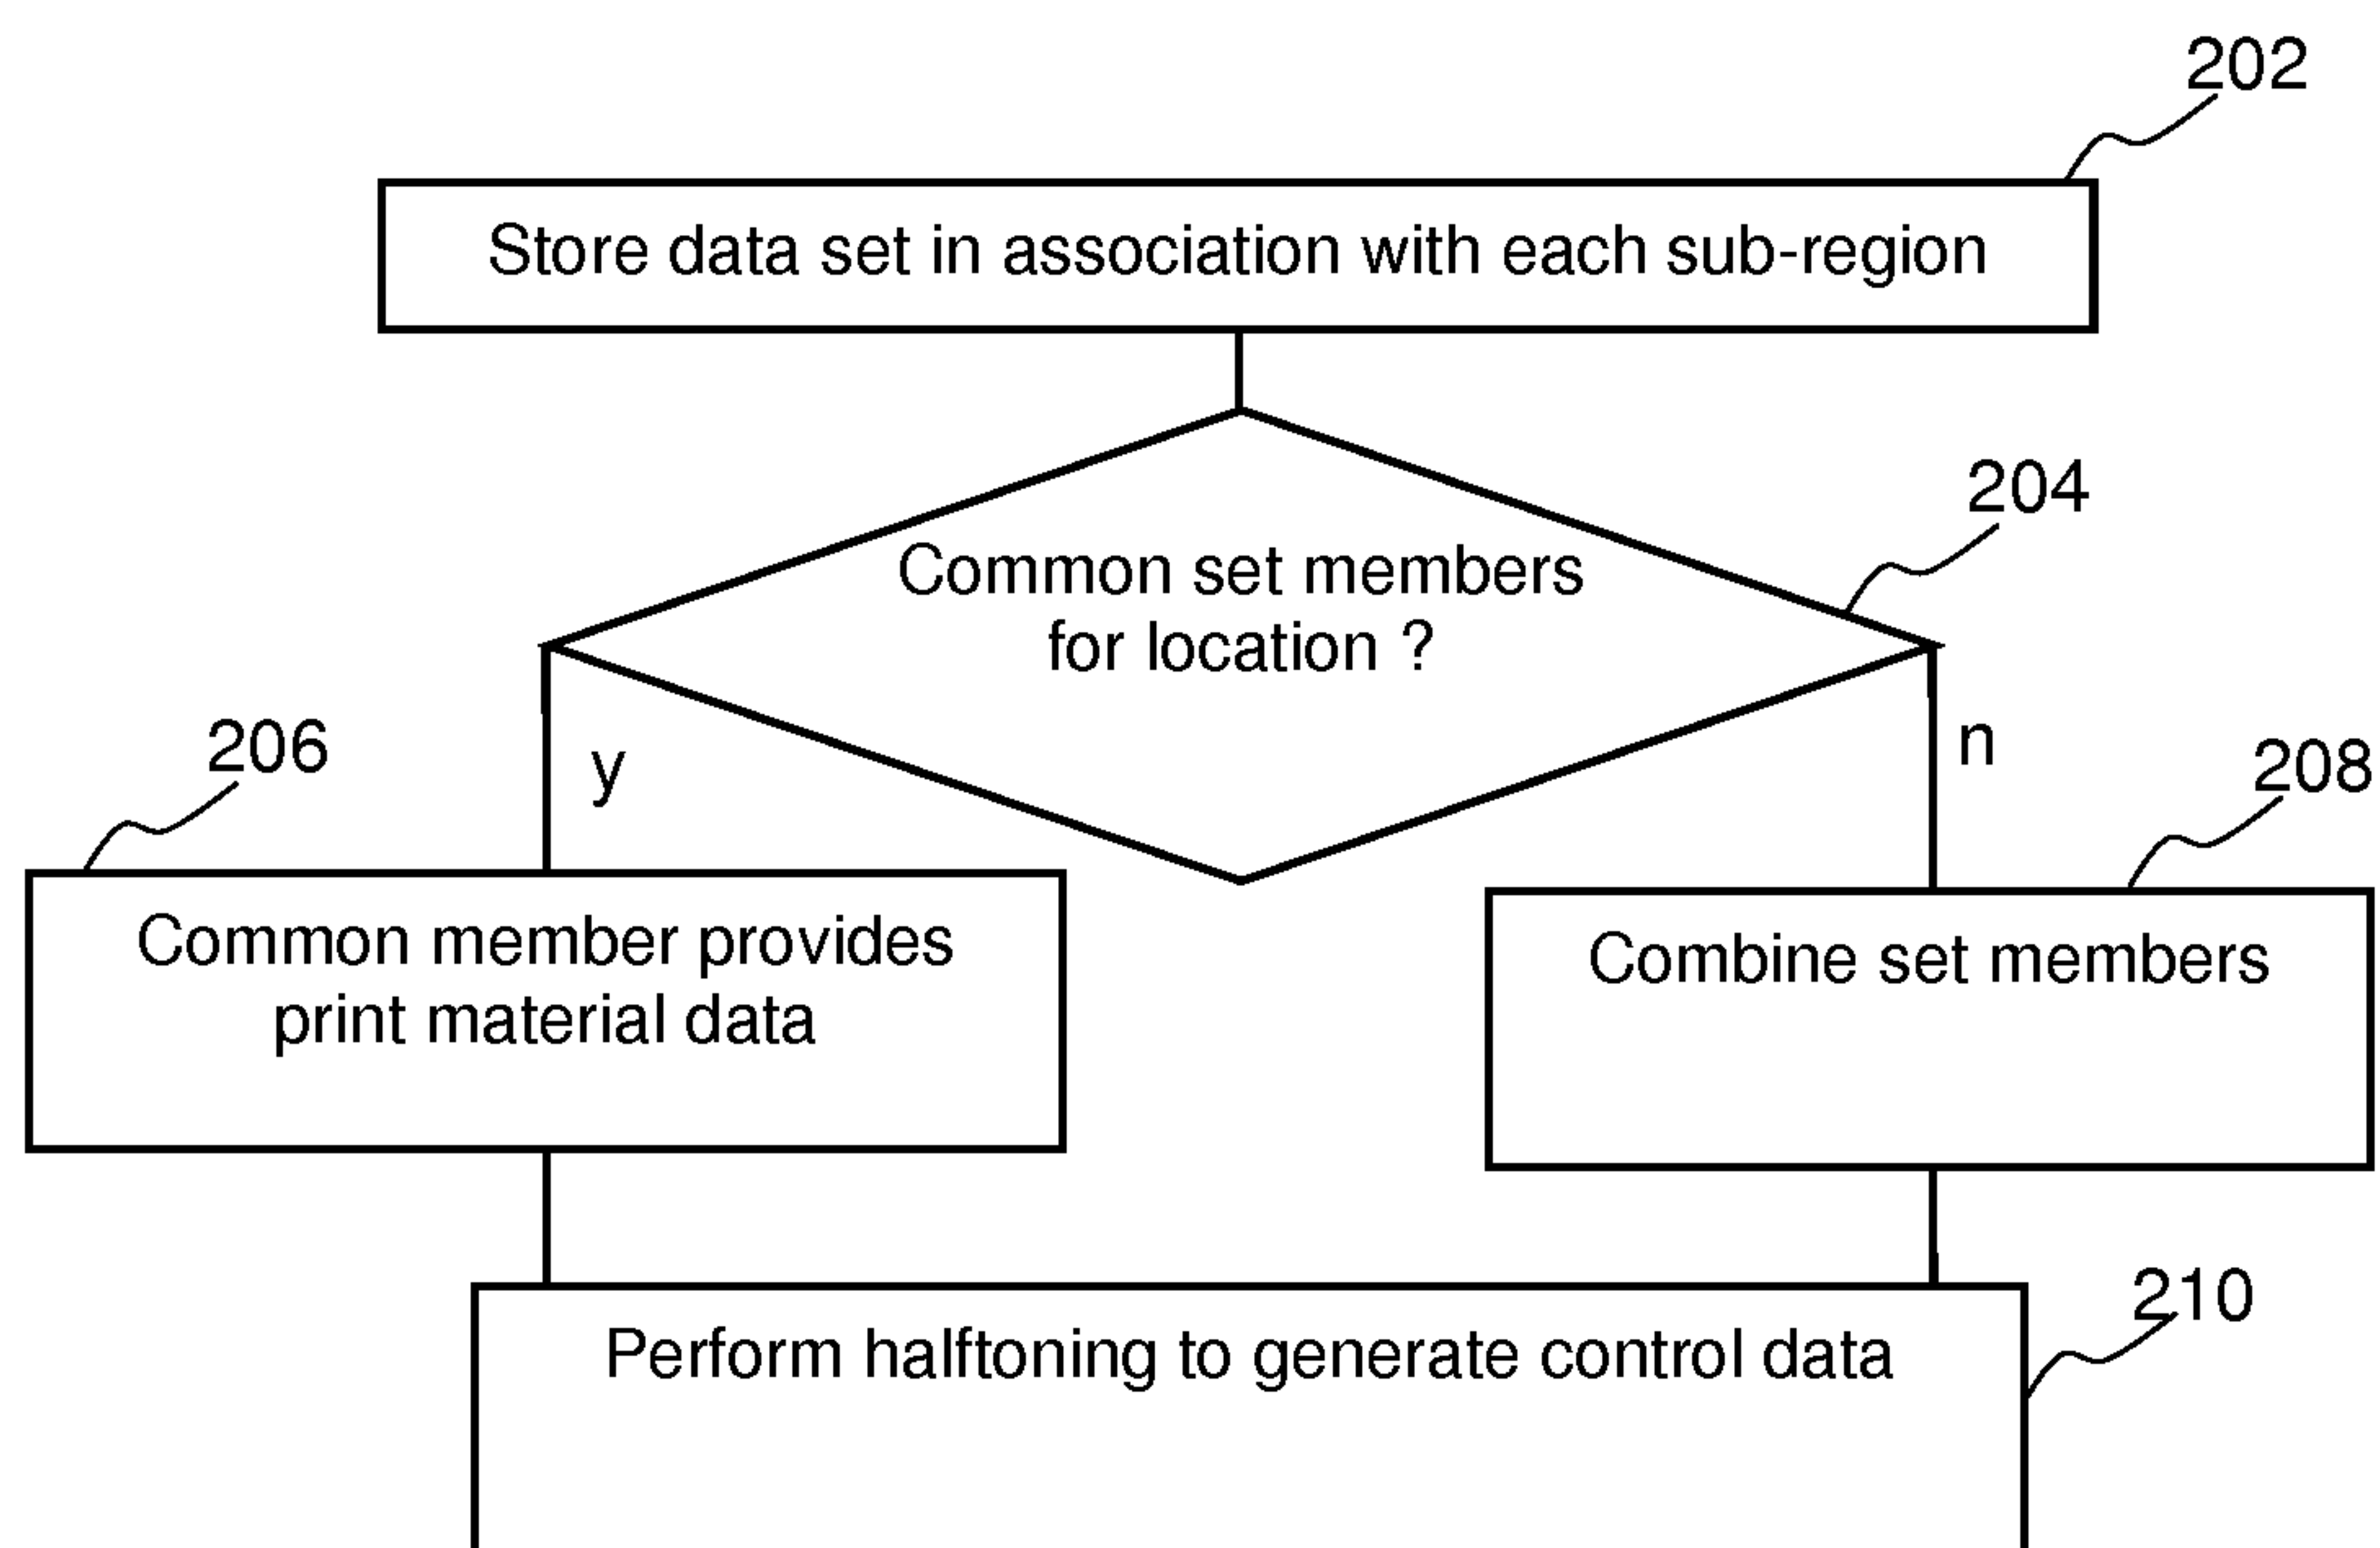 202
Store data set in association with each sub-region
204
Common set members
for location ?
206
y
n
208
Common member provides
print material data
Combine set members
210
Perform halftoning to generate control data